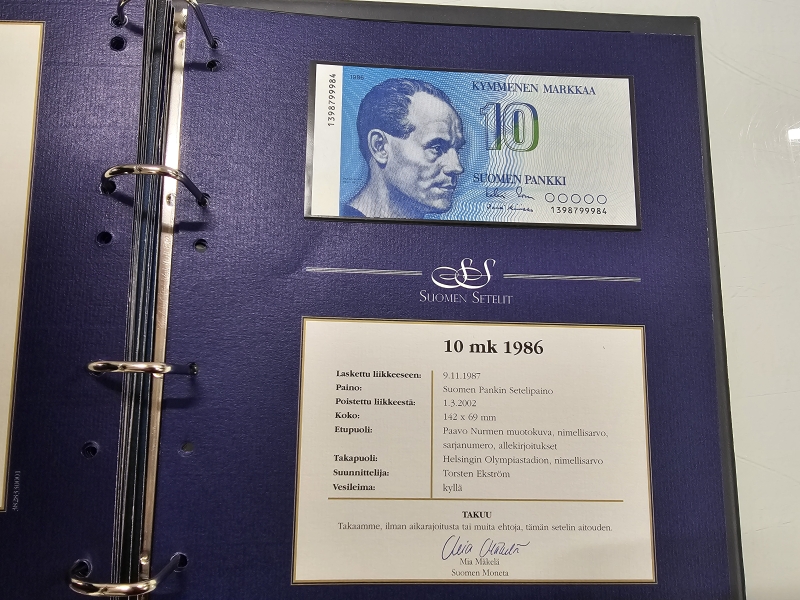 1986
1398799984
KYMMENEN MARKKAA
10
SUOMEN PANKKI
1398799984
SS
SUOMEN SETELIT
10 mk 1986
Laskettu liikkeeseen: 9.11.1987
Paino: Suomen Pankin Setelipaino
Poistettu liikkeestä: 1.3.2002
Koko: 142 x 69 mm
Etupuoli: Paavo Nurmen muotokuva, nimellisarvo,
sarjanumero, allekirjoitukset
Takapuoli: Helsingin Olympiastadion, nimellisarvo
Suunnittelija: Torsten Ekström
Vesileima: kyllä
TAKUU
Takaamme, ilman aikarajoitusta tai muita ehtoja, tämän setelin aitouden.
Mia Mäkelä
Suomen Moneta